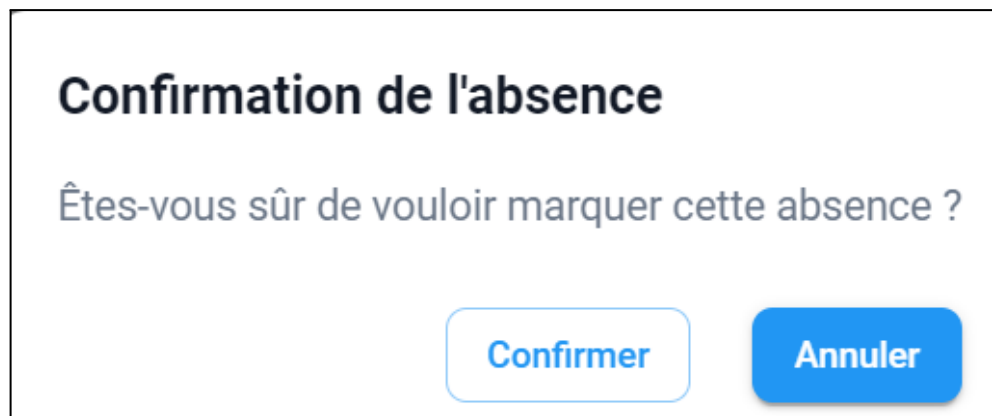 Confirmation de l'absence
Êtes-vous sûr de vouloir marquer cette absence ?
Confirmer Annuler